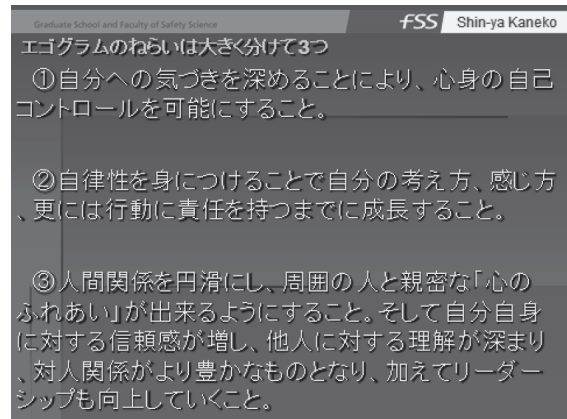 Graduate School and Faculty of Safety Science
FSS Shin-ya Kaneko
エゴグラムのねらいは大きく分けて3つ
①自分への気づきを深めることにより、心身の自己
コントロールを可能にすること。
②自律性を身につけることで自分の考え方、感じ方
、更には行動に責任を持つまでに成長すること。
③人間関係を円滑にし、周囲の人と親密な「心の
ふれあい」が出来るようにすること。そして自分自身
に対する信頼感が増し、他人に対する理解が深まり
、対人関係がより豊かなものとなり、加えてリーダー
シップも向上していくこと。